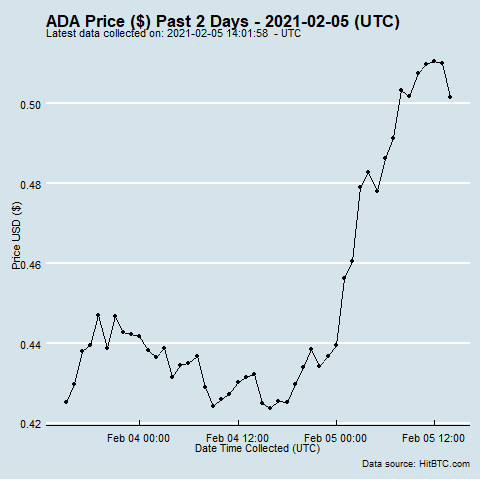 ADA Price ($) Past 2 Days - 2021-02-05 (UTC)
Latest data collected on: 2021-02-05 14:01:58 - UTC
0.50
0.48
0.46
0.44
0.42
Price USD ($)
Feb 04 00:00 Feb 04 12:00 Feb 05 00:00 Feb 05 12:00
Date Time Collected (UTC)
Data source: HitBTC.com